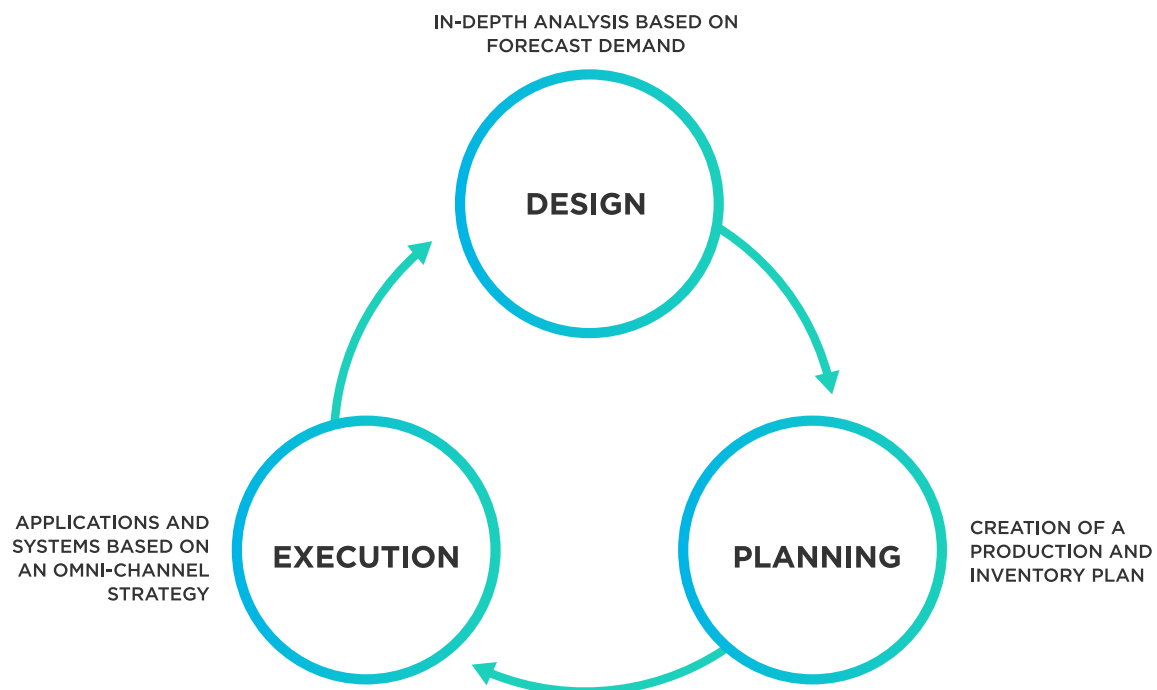 IN-DEPTH ANALYSIS BASED ON
FORECAST DEMAND
DESIGN
APPLICATIONS AND
SYSTEMS BASED ON
AN OMNI-CHANNEL
STRATEGY
EXECUTION
PLANNING
CREATION OF A
PRODUCTION AND
INVENTORY PLAN